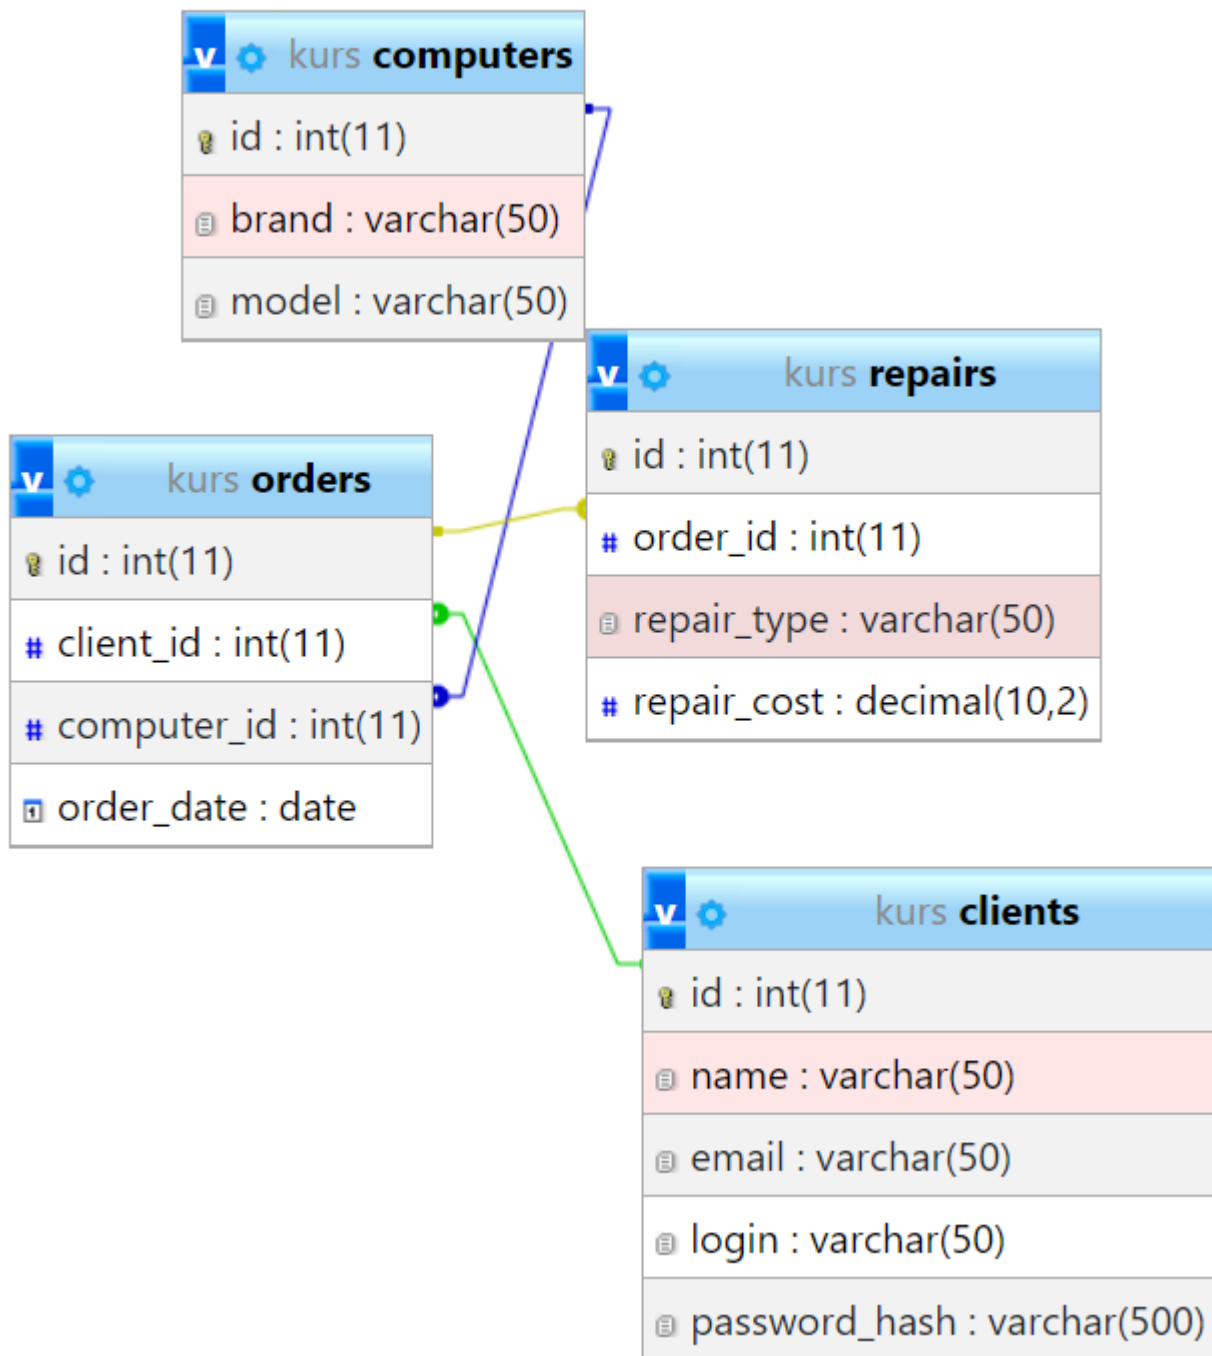 v kurs computers
id : int(11)
brand : varchar(50)
model : varchar(50)
v kurs repairs
id : int(11)
# order_id : int(11)
repair_type : varchar(50)
# repair_cost : decimal(10,2)
v kurs orders
id : int(11)
# client_id : int(11)
# computer_id : int(11)
order_date : date
v kurs clients
id : int(11)
name : varchar(50)
email : varchar(50)
login : varchar(50)
password_hash : varchar(500)